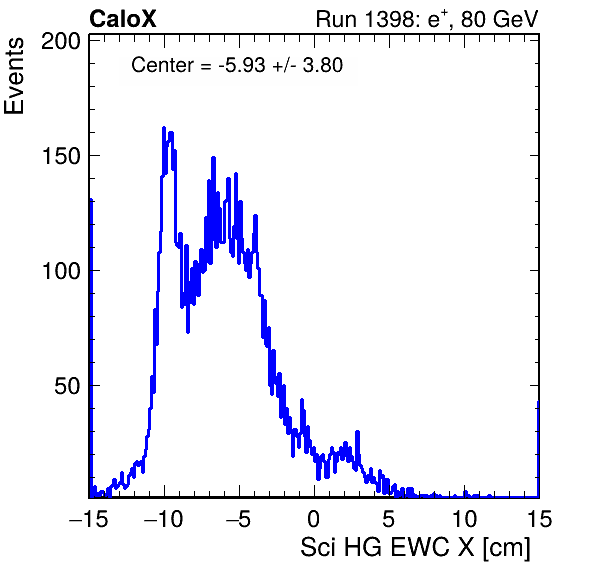 CaloX Run 1398: e⁺, 80 GeV
Events
Center = -5.93 +/- 3.80
200
150
100
50
−15 −10 −5 0 5 10 15
Sci HG EWC X [cm]